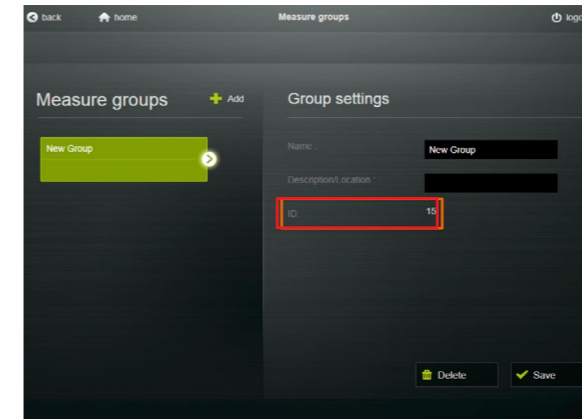 back home Measure groups logo
Measure groups Add Group settings
New Group
Name : New Group
Description/Location :
ID: 15
Delete Save